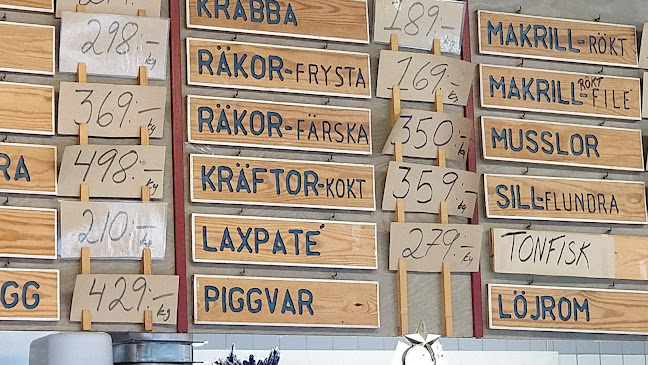 298:- kg
369:- kg
RA 498:- kg
210:- kg
GG 429:- kg
KRABBA 189:-
RÄKOR-FRYSTA 169:- kg
RÄKOR-FÄRSKA 350:- kg
KRÄFTOR-KOKT 359:- kg
LAXPATÉ 279:- kg
PIGGVAR
MAKRILL-RÖKT
MAKRILL-RÖKT FILE
MUSSLOR
SILL-FLUNDRA
TONFISK
LÖJROM